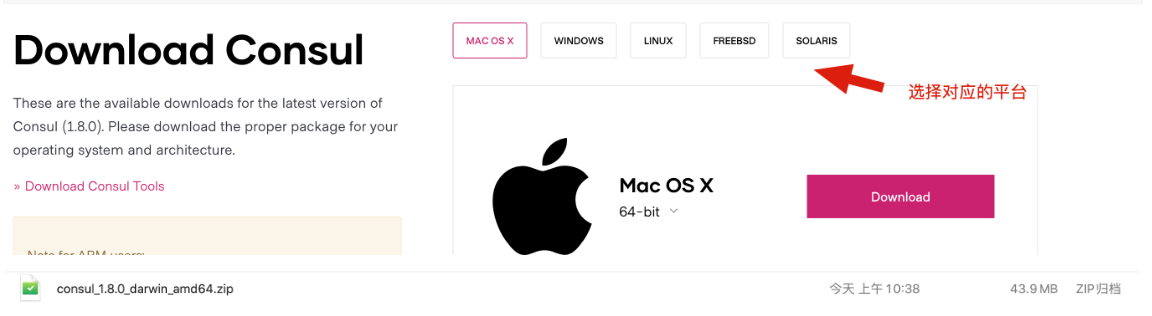 Download Consul
These are the available downloads for the latest version of
Consul (1.8.0). Please download the proper package for your
operating system and architecture.
» Download Consul Tools
Note for ARM users:
MAC OS X
WINDOWS
LINUX
FREEBSD
SOLARIS
选择对应的平台
Mac OS X
64-bit
Download
consul_1.8.0_darwin_amd64.zip
今天 上午 10:38
43.9 MB
ZIP归档